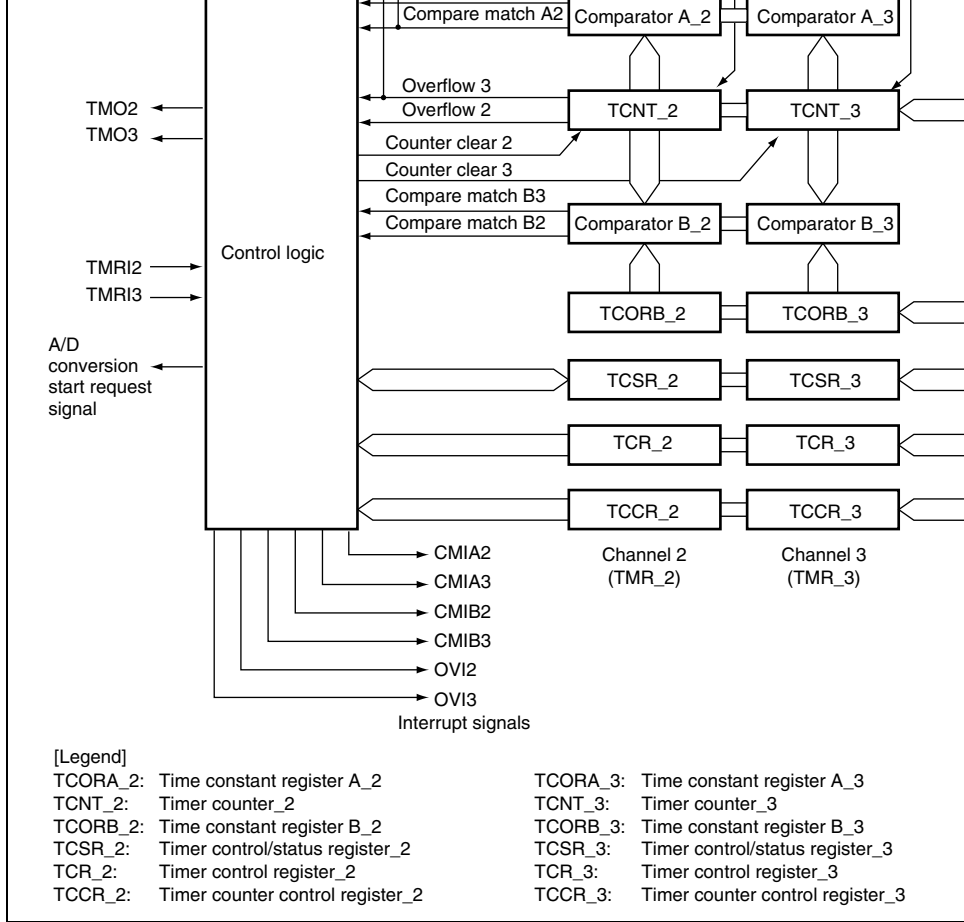 Compare match A2
Comparator A_2
Comparator A_3
Overflow 3
Overflow 2
TMO2
TMO3
TCNT_2
TCNT_3
Counter clear 2
Counter clear 3
Compare match B3
Compare match B2
Comparator B_2
Comparator B_3
Control logic
TMRI2
TMRI3
TCORB_2
TCORB_3
A/D
conversion
start request
signal
TCSR_2
TCSR_3
TCR_2
TCR_3
TCCR_2
TCCR_3
Channel 2
(TMR_2)
Channel 3
(TMR_3)
CMIA2
CMIA3
CMIB2
CMIB3
OVI2
OVI3
Interrupt signals
[Legend]
TCORA_2: Time constant register A_2
TCNT_2: Timer counter_2
TCORB_2: Time constant register B_2
TCSR_2: Timer control/status register_2
TCR_2: Timer control register_2
TCCR_2: Timer counter control register_2
TCORA_3: Time constant register A_3
TCNT_3: Timer counter_3
TCORB_3: Time constant register B_3
TCSR_3: Timer control/status register_3
TCR_3: Timer control register_3
TCCR_3: Timer counter control register_3